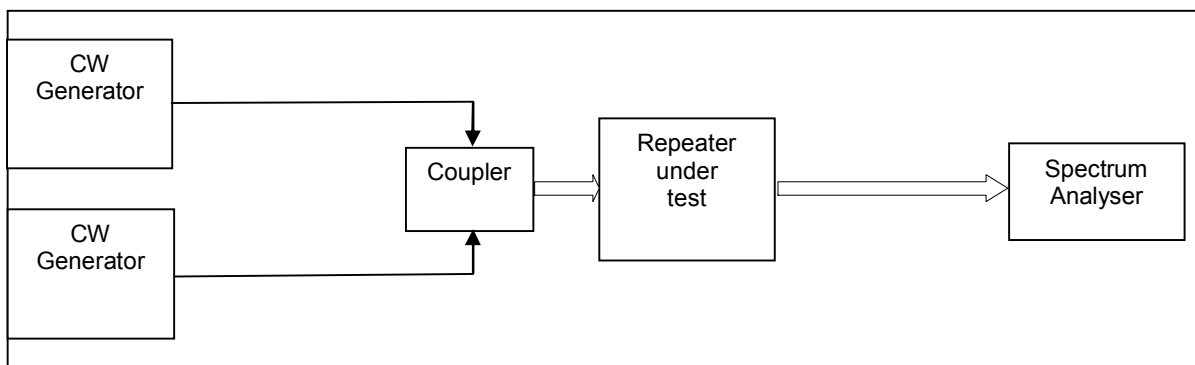 CW
Generator
Coupler
CW
Generator
Repeater
under
test
Spectrum
Analyser